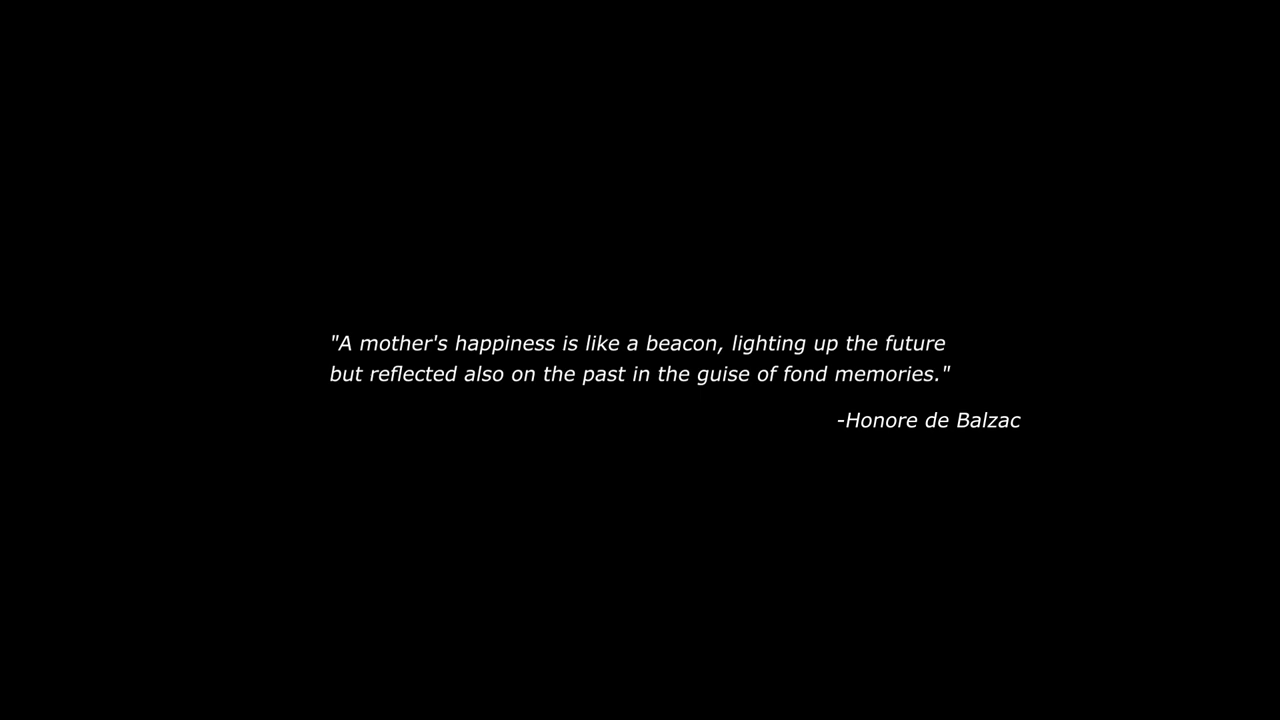 "A mother's happiness is like a beacon, lighting up the future
but reflected also on the past in the guise of fond memories."
-Honore de Balzac